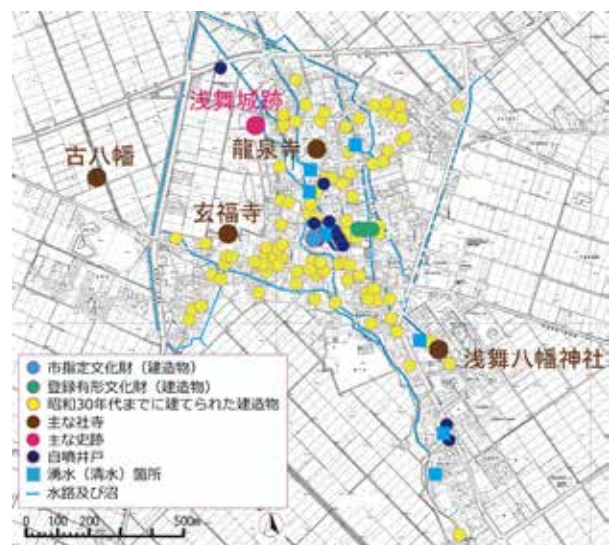 浅舞城跡
龍泉寺
古八幡
玄福寺
浅舞八幡神社
市指定文化財（建造物）
登録有形文化財（建造物）
昭和30年代までに建てられた建造物
主な社寺
主な史跡
自噴井戸
湧水（清水）箇所
水路及び沼
0 100 200 500m